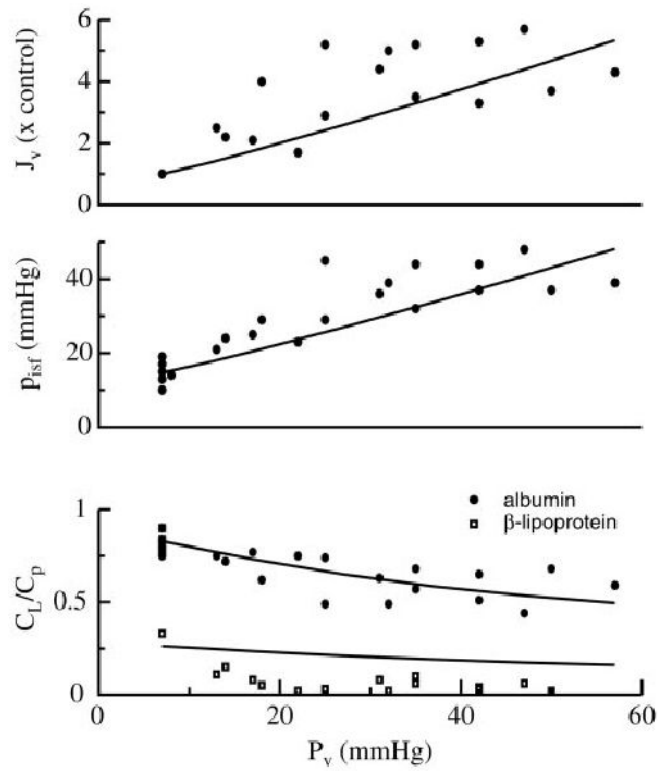 6
4
2
0
J_v (x control)
40
20
0
p_isf (mmHg)
1
0.5
0
C_L/C_p
albumin
β-lipoprotein
0
20
40
60
P_v (mmHg)